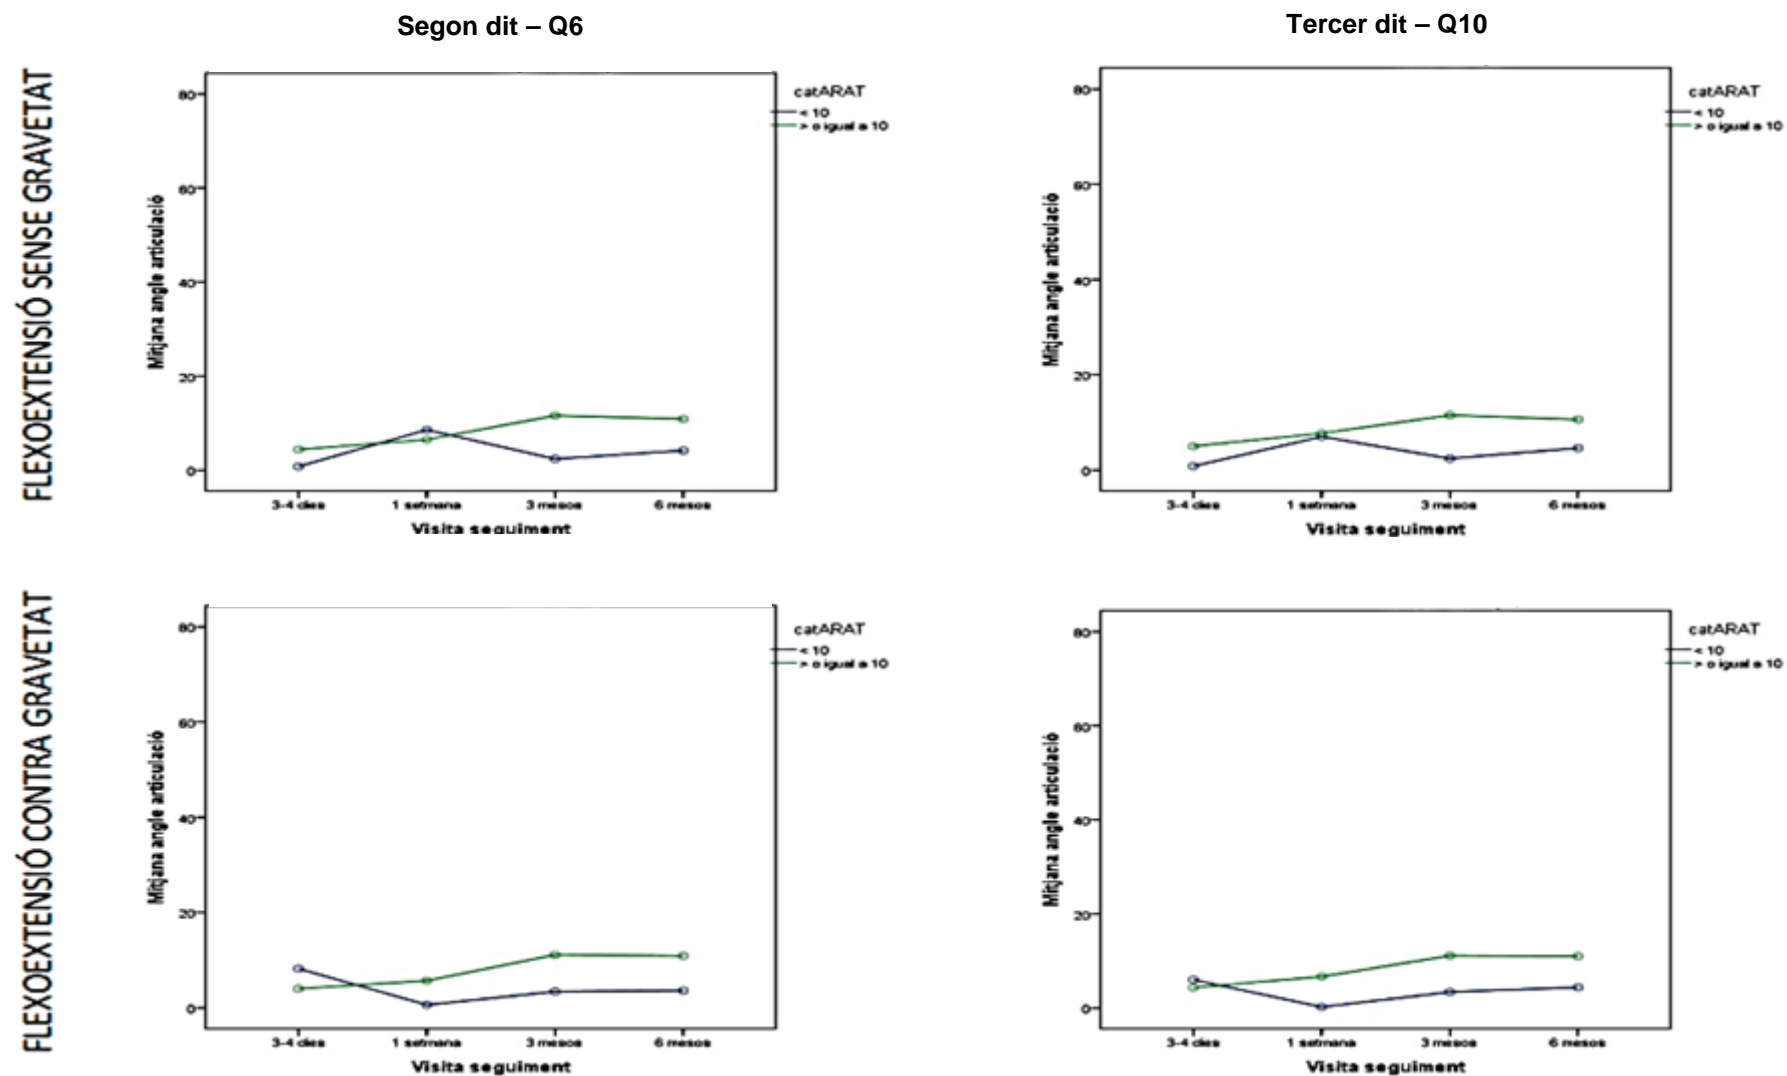 Segon dit – Q6
Tercer dit – Q10
FLEXOEXTENSIÓ SENSE GRAVETAT
Mitjana angle articulació
80
60
40
20
0
3-4 dies
1 setmana
3 mesos
6 mesos
Visita seguiment
catARAT
< 10
> o igual a 10
Mitjana angle articulació
80
60
40
20
0
3-4 dies
1 setmana
3 mesos
6 mesos
Visita seguiment
catARAT
< 10
> o igual a 10
FLEXOEXTENSIÓ CONTRA GRAVETAT
Mitjana angle articulació
80
60
40
20
0
3-4 dies
1 setmana
3 mesos
6 mesos
Visita seguiment
catARAT
< 10
> o igual a 10
Mitjana angle articulació
80
60
40
20
0
3-4 dies
1 setmana
3 mesos
6 mesos
Visita seguiment
catARAT
< 10
> o igual a 10